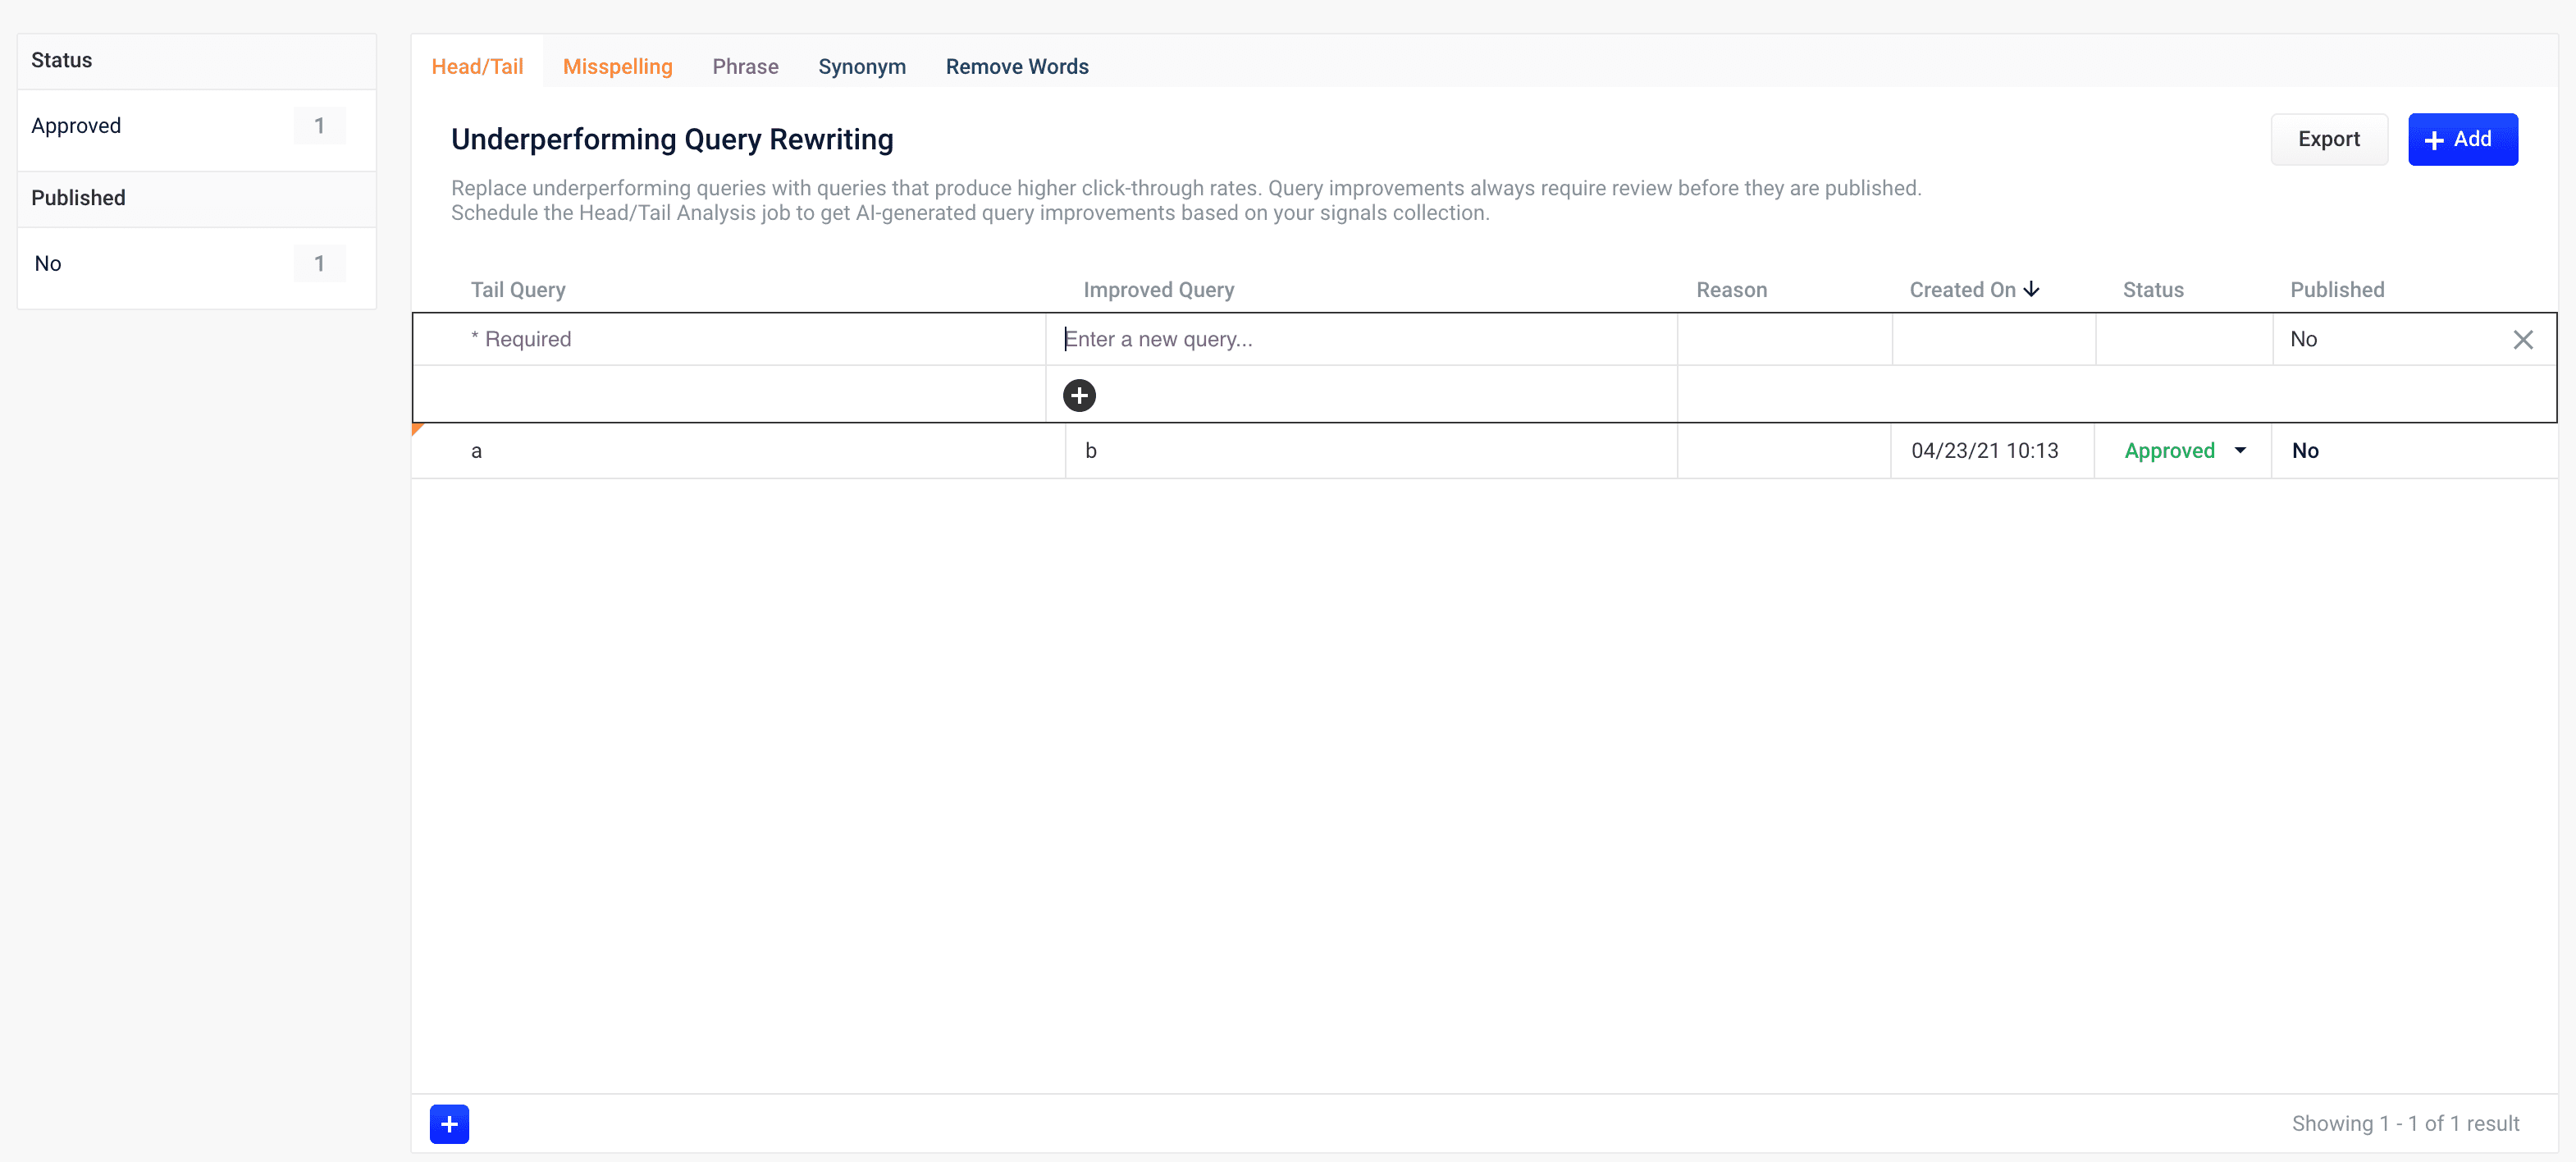 Status
Approved 1
Published
No 1
Head/Tail Misspelling Phrase Synonym Remove Words
Underperforming Query Rewriting
Export
Add
Replace underperforming queries with queries that produce higher click-through rates. Query improvements always require review before they are published.
Schedule the Head/Tail Analysis job to get AI-generated query improvements based on your signals collection.
Tail Query Improved Query Reason Created On Status Published
* Required Enter a new query... No
a b 04/23/21 10:13 Approved No
Showing 1 - 1 of 1 result